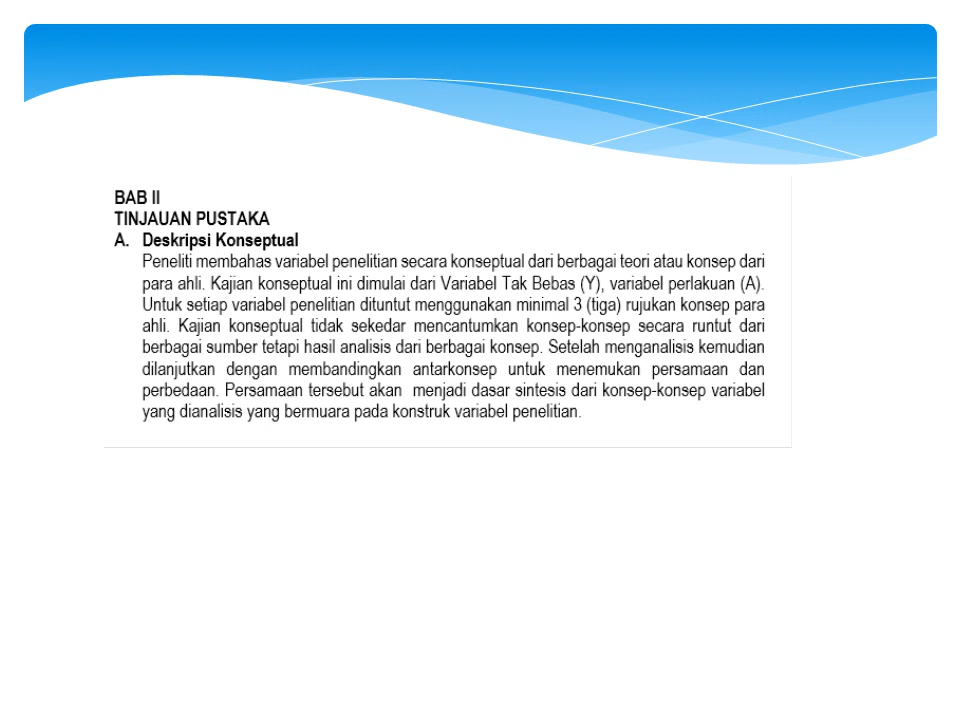 BAB II
TINJAUAN PUSTAKA
A. Deskripsi Konseptual
Peneliti membahas variabel penelitian secara konseptual dari berbagai teori atau konsep dari
para ahli. Kajian konseptual ini dimulai dari Variabel Tak Bebas (Y), variabel perlakuan (A).
Untuk setiap variabel penelitian dituntut menggunakan minimal 3 (tiga) rujukan konsep para
ahli. Kajian konseptual tidak sekedar mencantumkan konsep-konsep secara runtut dari
berbagai sumber tetapi hasil analisis dari berbagai konsep. Setelah menganalisis kemudian
dilanjutkan dengan membandingkan antarkonsep untuk menemukan persamaan dan
perbedaan. Persamaan tersebut akan menjadi dasar sintesis dari konsep-konsep variabel
yang dianalisis yang bermuara pada konstruk variabel penelitian.